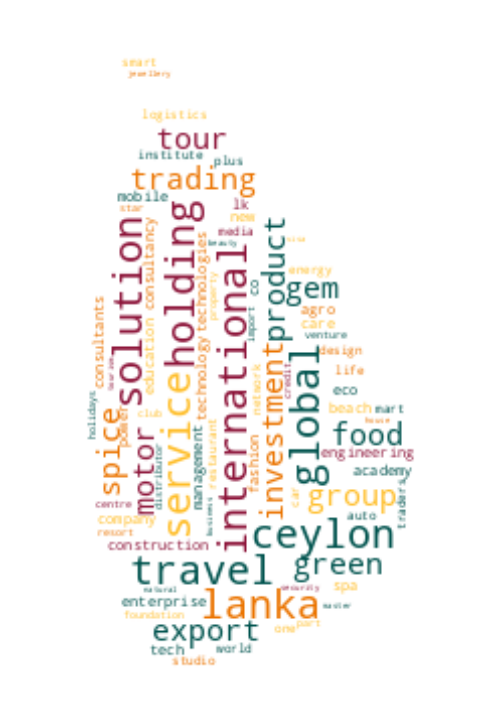 smart
jewellery
logistics
tour
institute
plus
trading
mobile
lk
star
new
media
beauty
solution
consultancy
holding
technologies
international
product
property
co
import
gem
energy
agro
care
venture
design
consultants
tourism
education
service
technology
investment
global
credit
life
eco
holidays
power
spice
club
motor
distributor
management
restaurant
network
fashion
beach
mart
house
food
engineering
academy
car
group
traders
centre
company
resort
business
auto
ceylon
construction
travel
green
natural
security
spa
enterprise
lanka
master
foundation
export
one
part
tech
world
studio